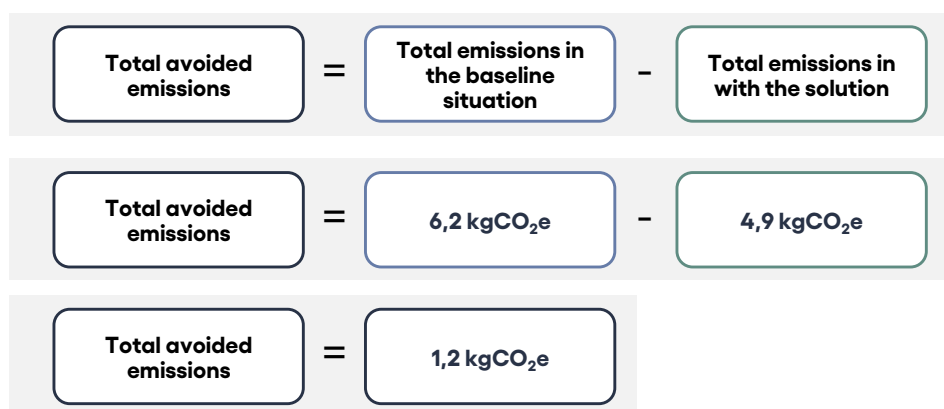 Total avoided
emissions
=
Total emissions in
the baseline
situation
-
Total emissions in
with the solution
Total avoided
emissions
=
6,2 kgCO₂e
-
4,9 kgCO₂e
Total avoided
emissions
=
1,2 kgCO₂e